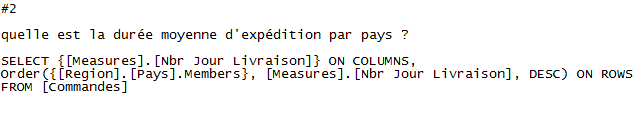 #2
quelle est la durée moyenne d'expédition par pays ?
SELECT {[Measures].[Nbr Jour Livraison]} ON COLUMNS,
Order({[Region].[Pays].Members}, [Measures].[Nbr Jour Livraison], DESC) ON ROWS
FROM [Commandes]